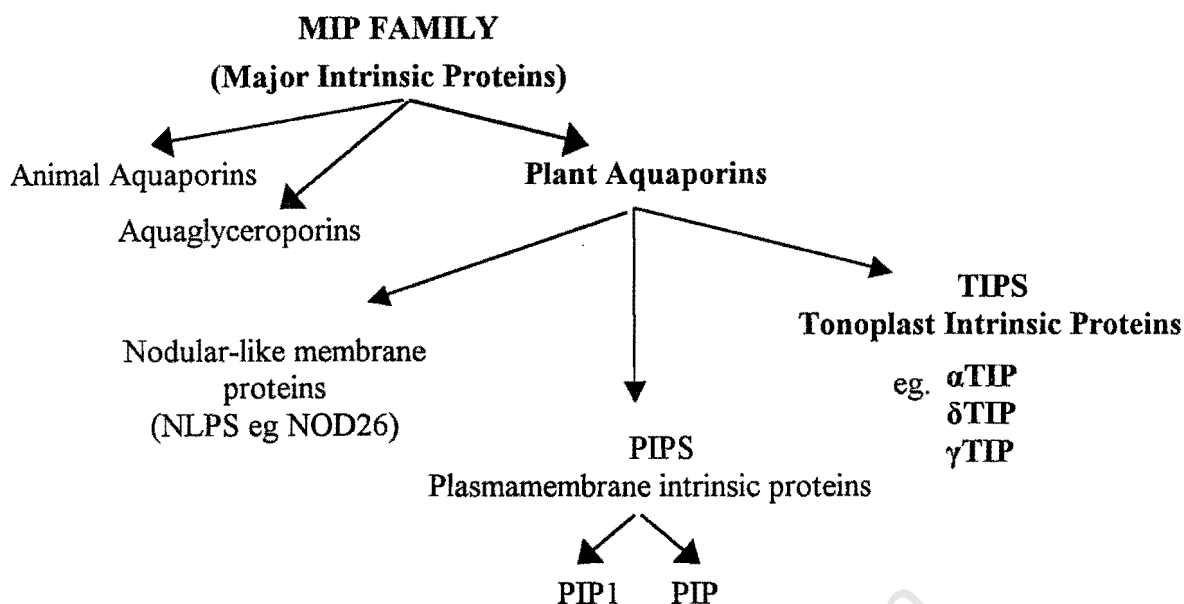 MIP FAMILY
(Major Intrinsic Proteins)
Animal Aquaporins
Aquaglyceroporins
Plant Aquaporins
Nodular-like membrane
proteins
(NLPS eg NOD26)
PIPS
Plasmamembrane intrinsic proteins
PIP1 PIP
TIPS
Tonoplast Intrinsic Proteins
eg. αTIP
δTIP
γTIP